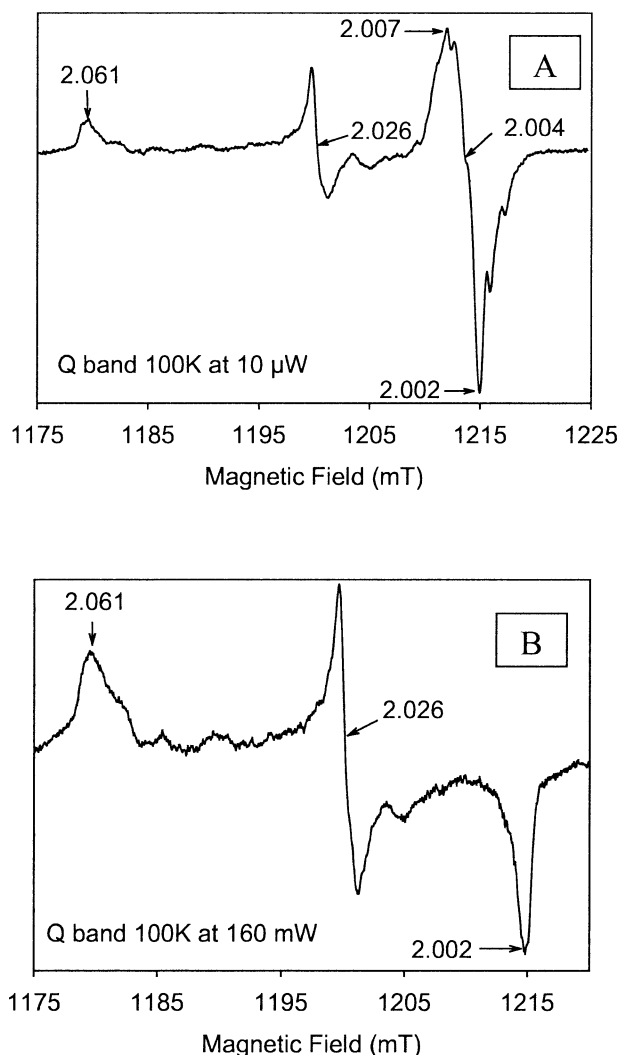 2.007
A
2.061
2.026
2.004
Q band 100K at 10 µW
2.002
1175 1185 1195 1205 1215 1225
Magnetic Field (mT)
2.061
B
2.026
Q band 100K at 160 mW
2.002
1175 1185 1195 1205 1215
Magnetic Field (mT)